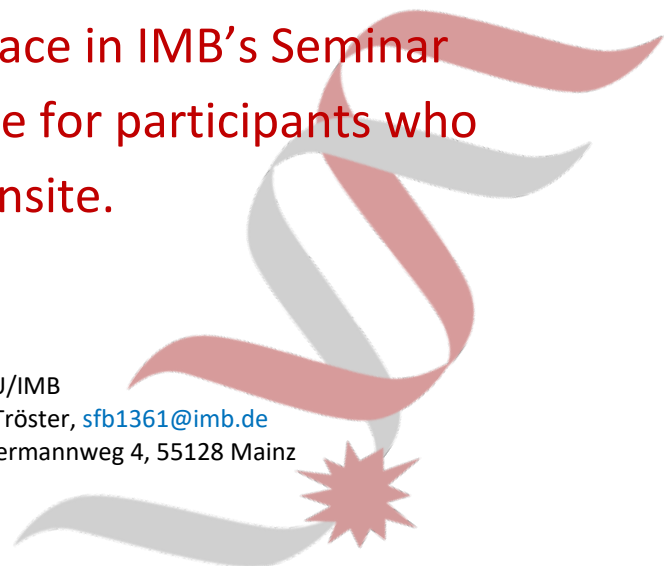 ace in IMB’s Seminar
e for participants who
nsite.
J/IMB
Tröster, sfb1361@imb.de
ermannweg 4, 55128 Mainz